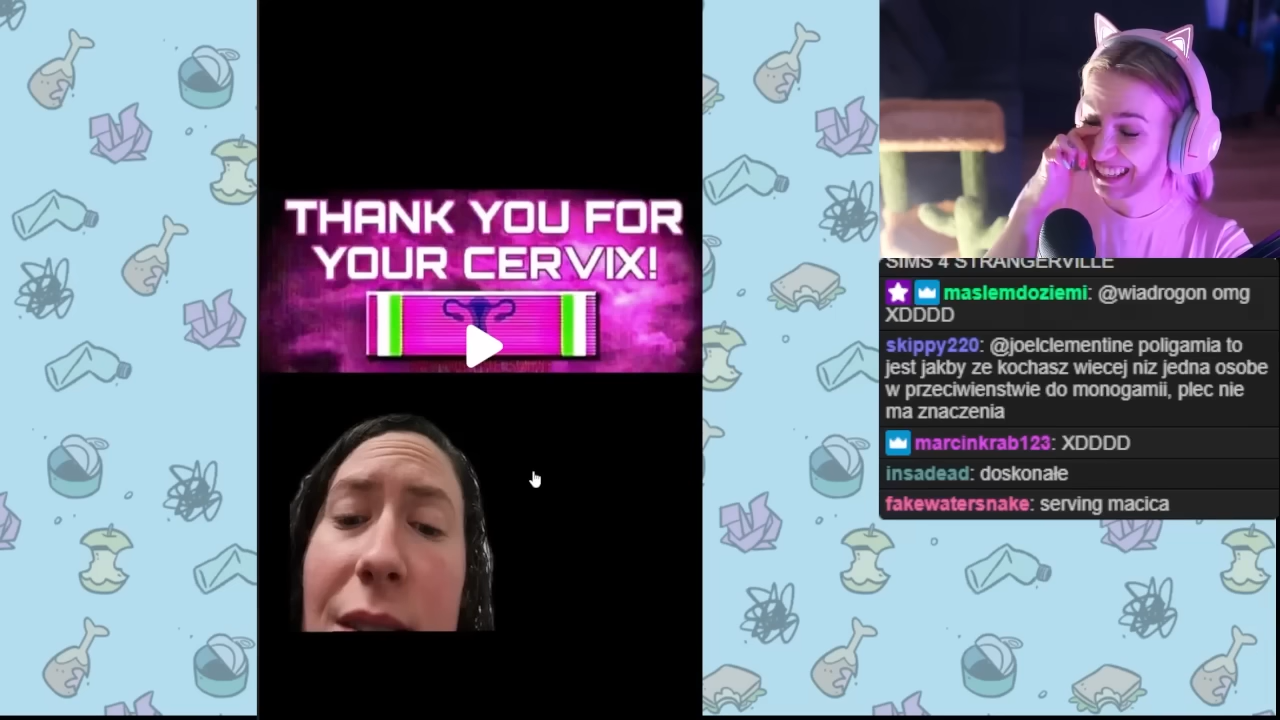 THANK YOU FOR
YOUR CERVIX!
SIMS 4 STRANGERVILLE
maslemdoziemi: @wiadrogon omg
XDDDD
skippy220: @joelclementine poligamia to
jest jakby ze kochasz wiecej niz jedna osobe
w przeciwienstwie do monogamii, plec nie
ma znaczenia
marcinkrab123: XDDDD
insadead: doskonałe
fakewatersnake: serving macica